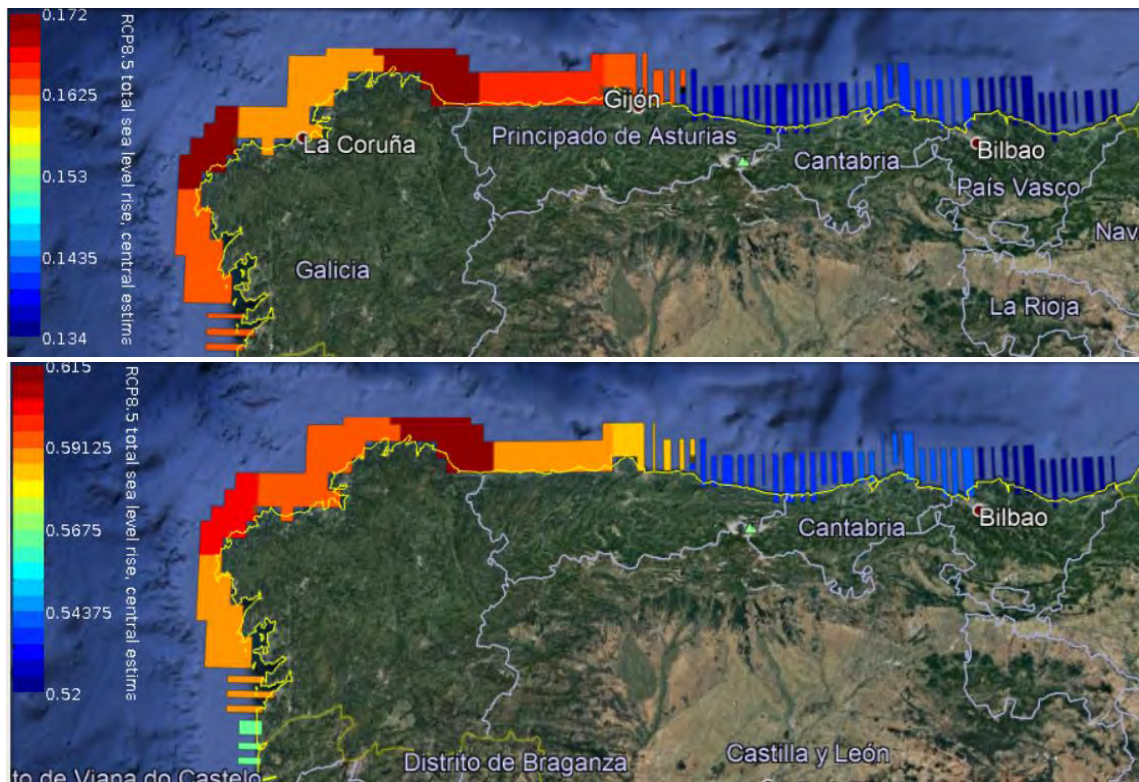 0.172
0.1625
0.153
0.1435
0.134
RCP8.5 total sea level rise, central estima
La Coruña
Gijón
Principado de Asturias
Cantabria
Bilbao
País Vasco
Nav
Galicia
La Rioja
0.615
0.59125
0.5675
0.54375
0.52
RCP8.5 total sea level rise, central estima
Cantabria
Bilbao
to de Viana do Castelo
Distrito de Braganza
Castilla y León